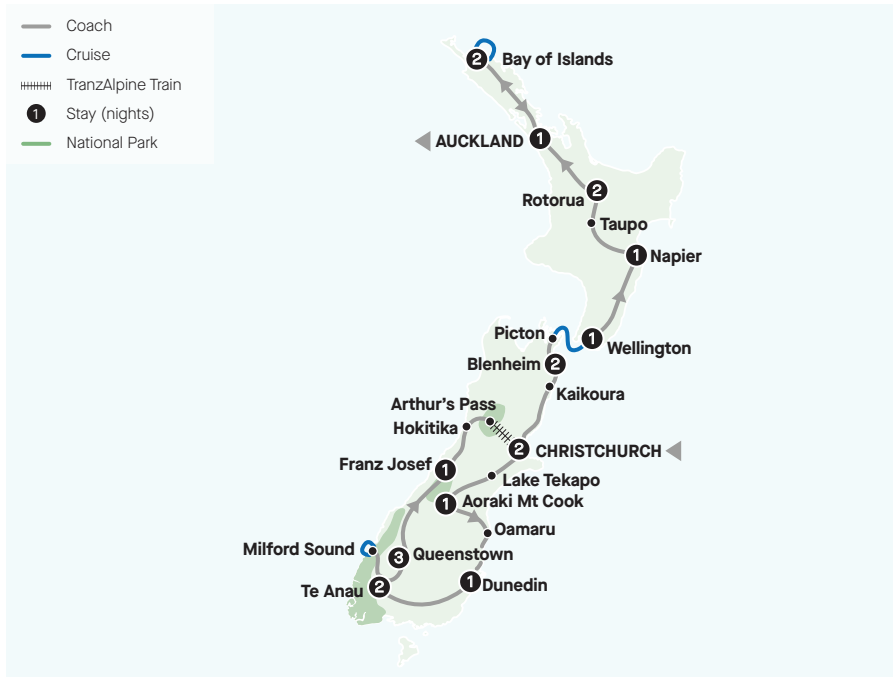 Coach
Cruise
TranzAlpine Train
1 Stay (nights)
National Park
2 Bay of Islands
AUCKLAND 1
2
Rotorua
Taupo
1 Napier
Picton
1
Wellington
Blenheim 2
Kaikoura
Arthur's Pass
Hokitika
2 CHRISTCHURCH
Franz Josef 1
Lake Tekapo
1 Aoraki Mt Cook
Oamaru
Milford Sound
3 Queenstown
Te Anau 2
1 Dunedin